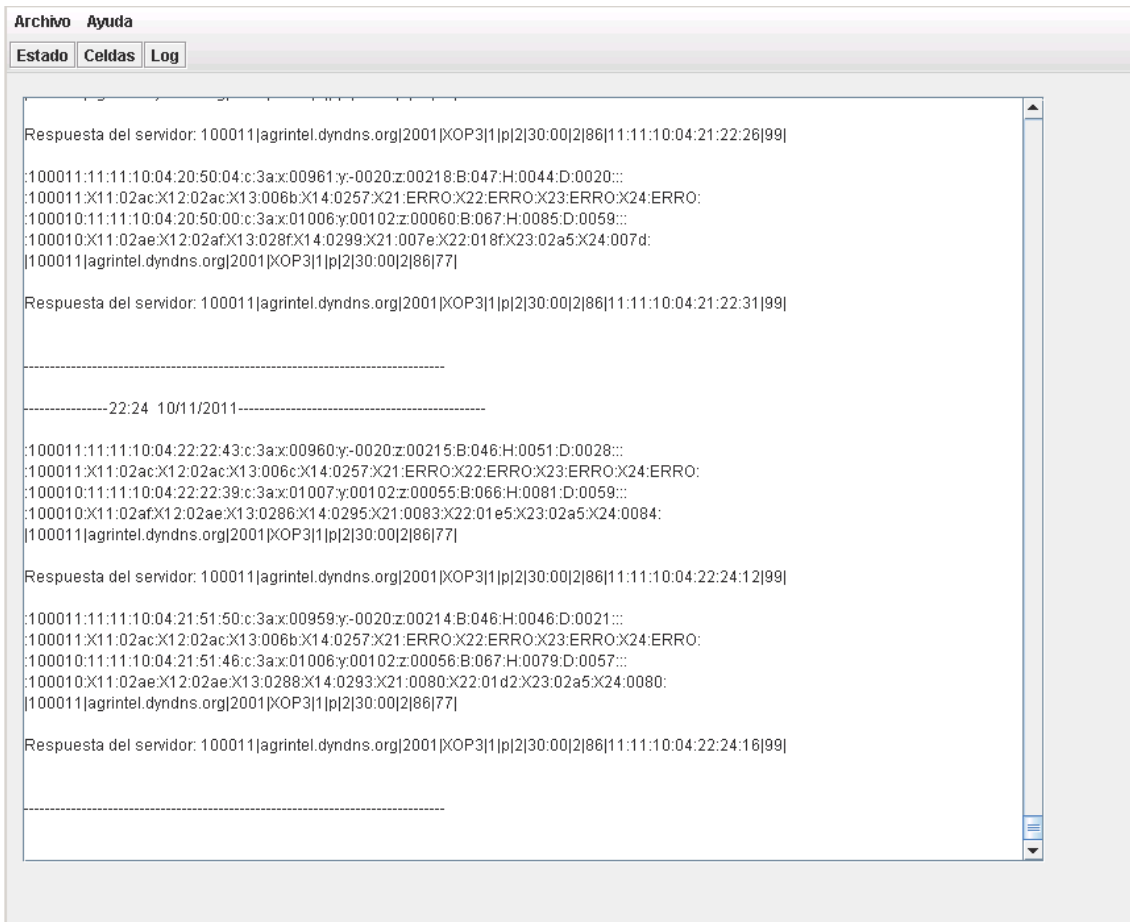 Archivo Ayuda
Estado Celdas Log
Respuesta del servidor: 100011|agrintel.dyndns.org|2001|XOP3|1|p|2|30:00|2|86|11:11:10:04:21:22:26|99|
:100011:11:11:10:04:20:50:04:c:3a:x:00961:y:-0020:z:00218:B:047:H:0044:D:0020:::
:100011:X11:02ac:X12:02ac:X13:006b:X14:0257:X21:ERRO:X22:ERRO:X23:ERRO:X24:ERRO:
:100010:11:11:10:04:20:50:00:c:3a:x:01006:y:00102:z:00060:B:067:H:0085:D:0059:::
:100010:X11:02ae:X12:02af:X13:028f:X14:0299:X21:007e:X22:018f:X23:02a5:X24:007d:
|100011|agrintel.dyndns.org|2001|XOP3|1|p|2|30:00|2|86|77|
Respuesta del servidor: 100011|agrintel.dyndns.org|2001|XOP3|1|p|2|30:00|2|86|11:11:10:04:21:22:31|99|
--------------------------------------------------------------------------------
----------------22:24 10/11/2011-----------------------------------------------
:100011:11:11:10:04:22:22:43:c:3a:x:00960:y:-0020:z:00215:B:046:H:0051:D:0028:::
:100011:X11:02ac:X12:02ac:X13:006c:X14:0257:X21:ERRO:X22:ERRO:X23:ERRO:X24:ERRO:
:100010:11:11:10:04:22:22:39:c:3a:x:01007:y:00102:z:00055:B:066:H:0081:D:0059:::
:100010:X11:02af:X12:02ae:X13:0286:X14:0295:X21:0083:X22:01e5:X23:02a5:X24:0084:
|100011|agrintel.dyndns.org|2001|XOP3|1|p|2|30:00|2|86|77|
Respuesta del servidor: 100011|agrintel.dyndns.org|2001|XOP3|1|p|2|30:00|2|86|11:11:10:04:22:24:12|99|
:100011:11:11:10:04:21:51:50:c:3a:x:00959:y:-0020:z:00214:B:046:H:0046:D:0021:::
:100011:X11:02ac:X12:02ac:X13:006b:X14:0257:X21:ERRO:X22:ERRO:X23:ERRO:X24:ERRO:
:100010:11:11:10:04:21:51:46:c:3a:x:01006:y:00102:z:00056:B:067:H:0079:D:0057:::
:100010:X11:02ae:X12:02ae:X13:0288:X14:0293:X21:0080:X22:01d2:X23:02a5:X24:0080:
|100011|agrintel.dyndns.org|2001|XOP3|1|p|2|30:00|2|86|77|
Respuesta del servidor: 100011|agrintel.dyndns.org|2001|XOP3|1|p|2|30:00|2|86|11:11:10:04:22:24:16|99|
--------------------------------------------------------------------------------